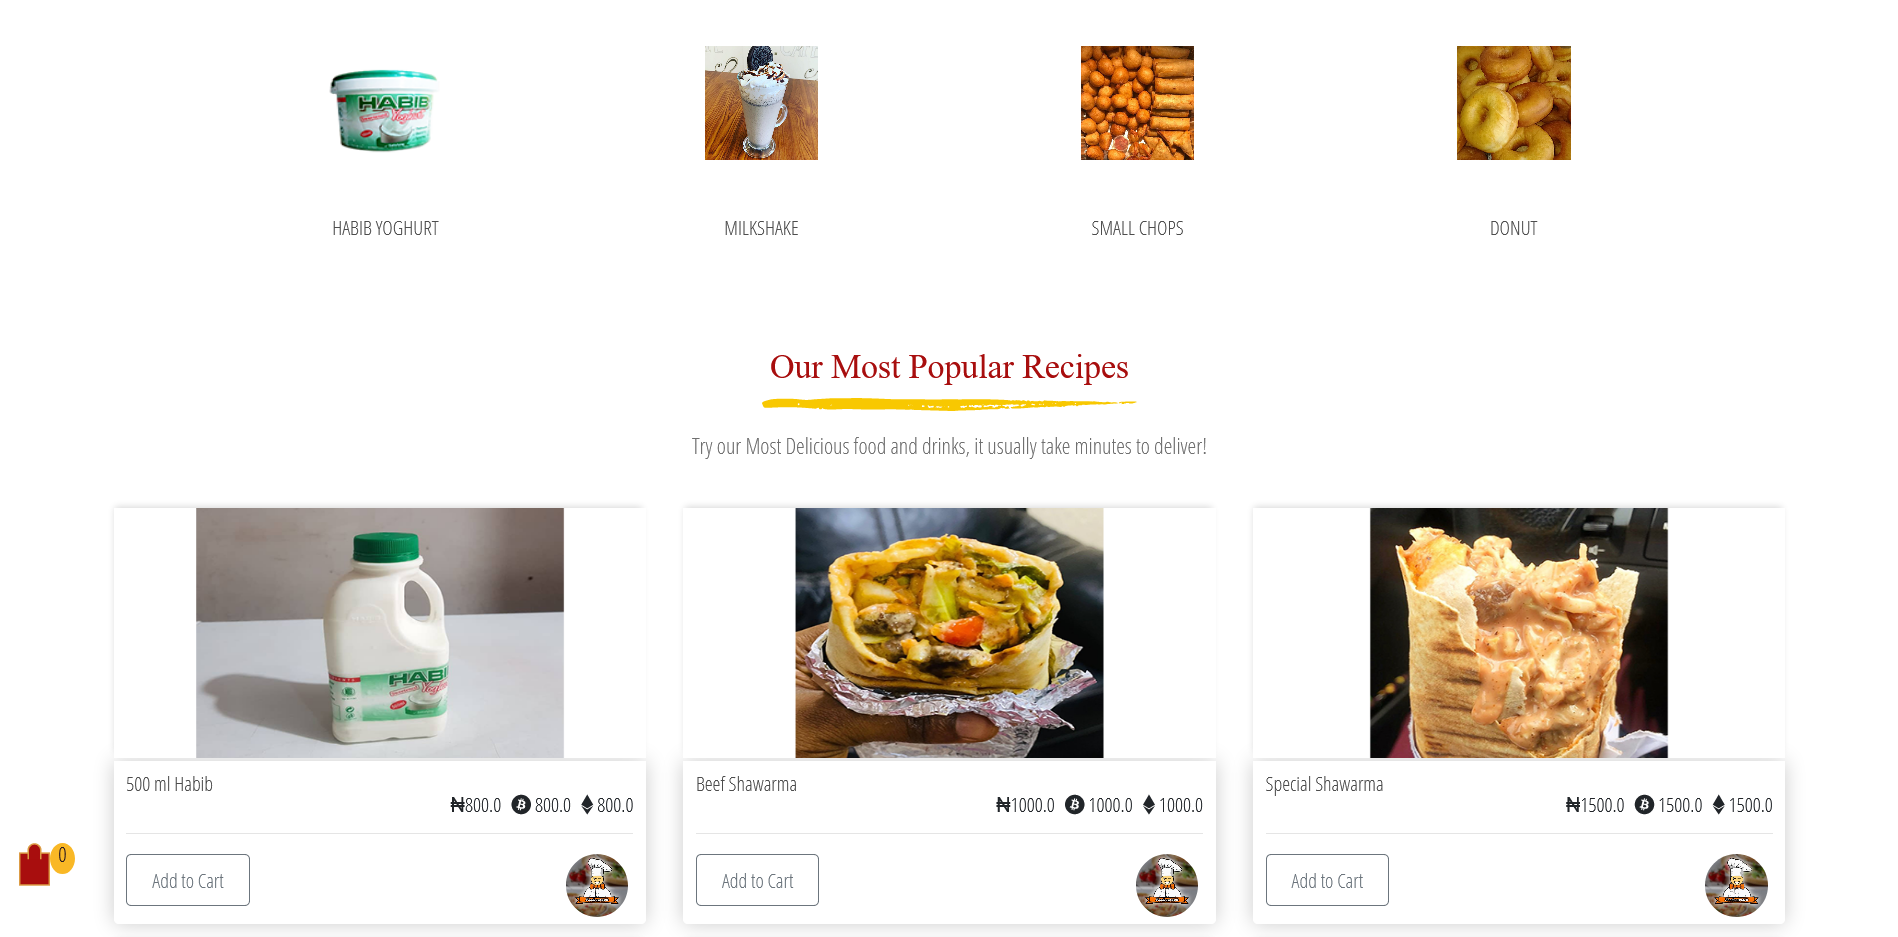 HABIB
Yoghurt
HABIB YOGHURT
MILKSHAKE
SMALL CHOPS
DONUT
Our Most Popular Recipes
Try our Most Delicious food and drinks, it usually take minutes to deliver!
HABIB
500 ml Habib
₦800.0 800.0 800.0
Add to Cart
Beef Shawarma
₦1000.0 1000.0 1000.0
Add to Cart
Special Shawarma
₦1500.0 1500.0 1500.0
Add to Cart
0